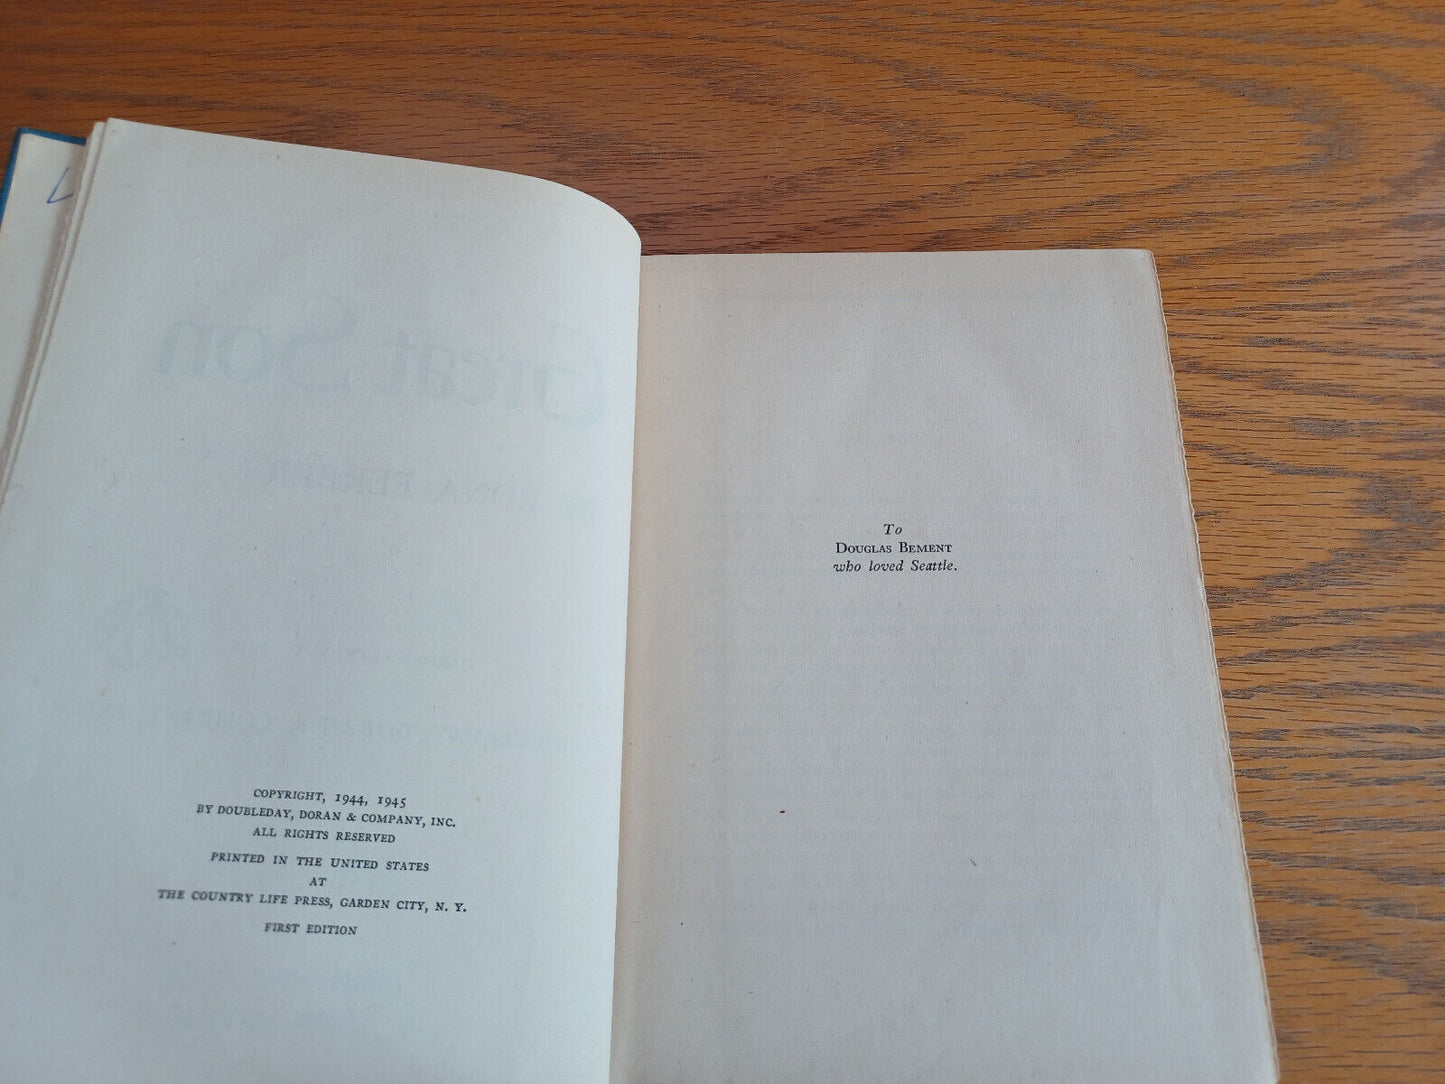 COPYRIGHT, 1944, 1945
BY DOUBLEDAY, DORAN & COMPANY, INC.
ALL RIGHTS RESERVED
PRINTED IN THE UNITED STATES
AT
THE COUNTRY LIFE PRESS, GARDEN CITY, N. Y.
FIRST EDITION
To
DOUGLAS BEMENT
who loved Seattle.